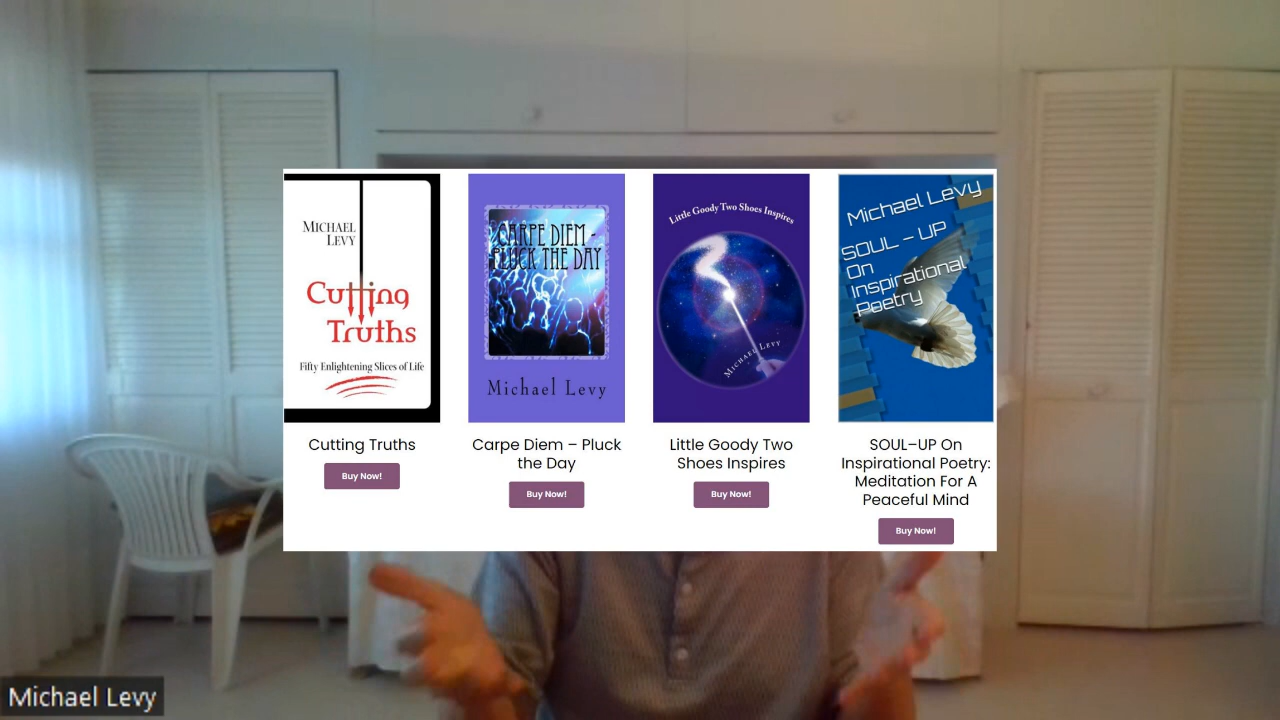 MICHAEL
LEVY
Cutting
Truths
Fifty Enlightening Slices of Life
Cutting Truths
Buy Now!
CARPE DIEM -
PLUCK THE DAY
Michael Levy
Carpe Diem – Pluck
the Day
Buy Now!
Little Goody Two Shoes Inspires
MICHAEL LEVY
Little Goody Two
Shoes Inspires
Buy Now!
Michael Levy
SOUL – UP
On
Inspirational
Poetry
SOUL–UP On
Inspirational Poetry:
Meditation For A
Peaceful Mind
Buy Now!
Michael Levy